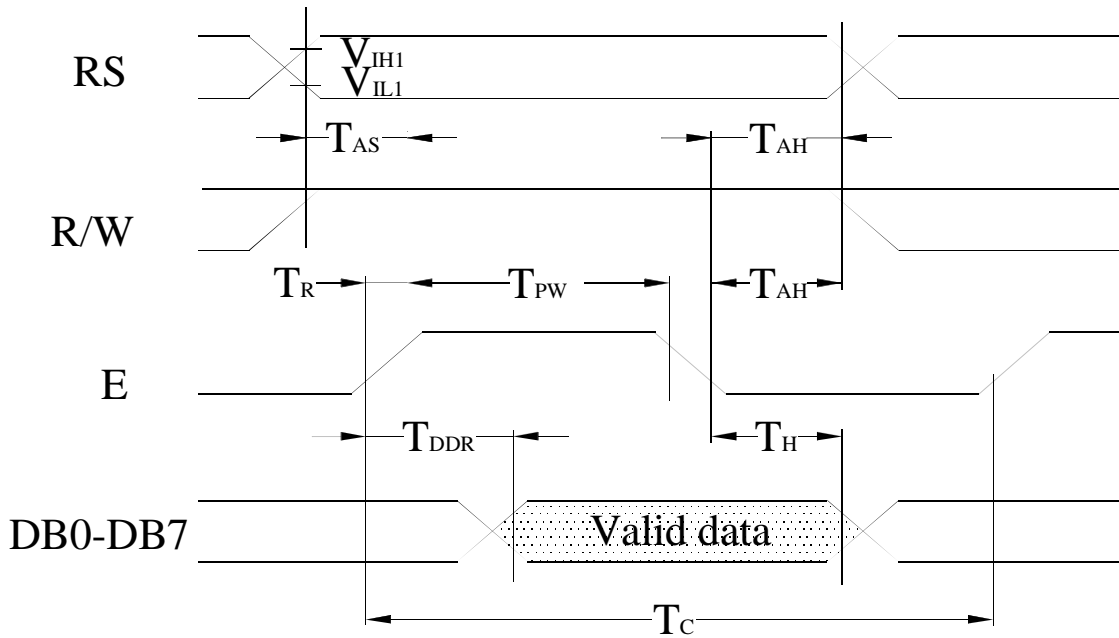 RS
VIH1
VIL1
TAS
TAH
R/W
TR
TPW
TAH
E
TDDR
TH
DB0-DB7
Valid data
TC